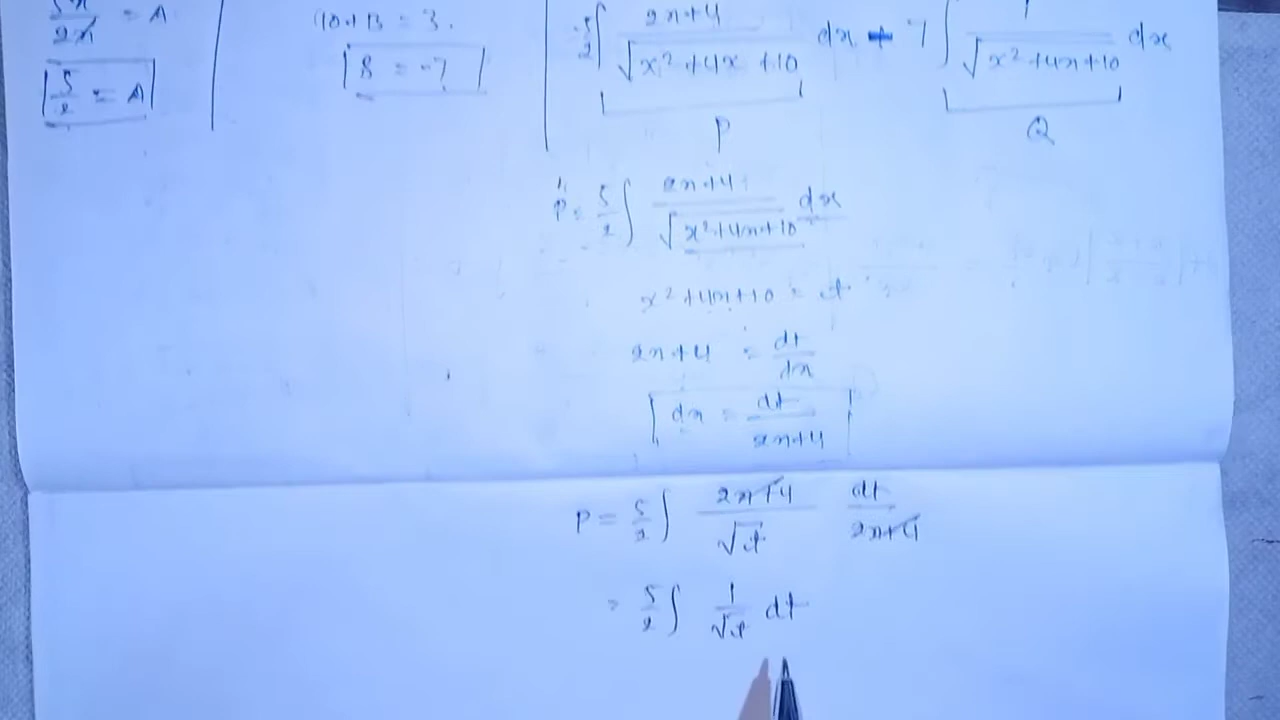 5x/2x = A
5/2 = A
10 + B = 3.
B = -7
5/2 ∫ 2x+4/√x²+4x+10 dx - 7 ∫ 1/√x²+4x+10 dx
P Q
P = 5/2 ∫ 2x+4/√x²+4x+10 dx
x²+4x+10 = t
2x+4 = dt/dx
dx = dt/2x+4
P = 5/2 ∫ 2x+4/√t dt/2x+4
= 5/2 ∫ 1/√t dt